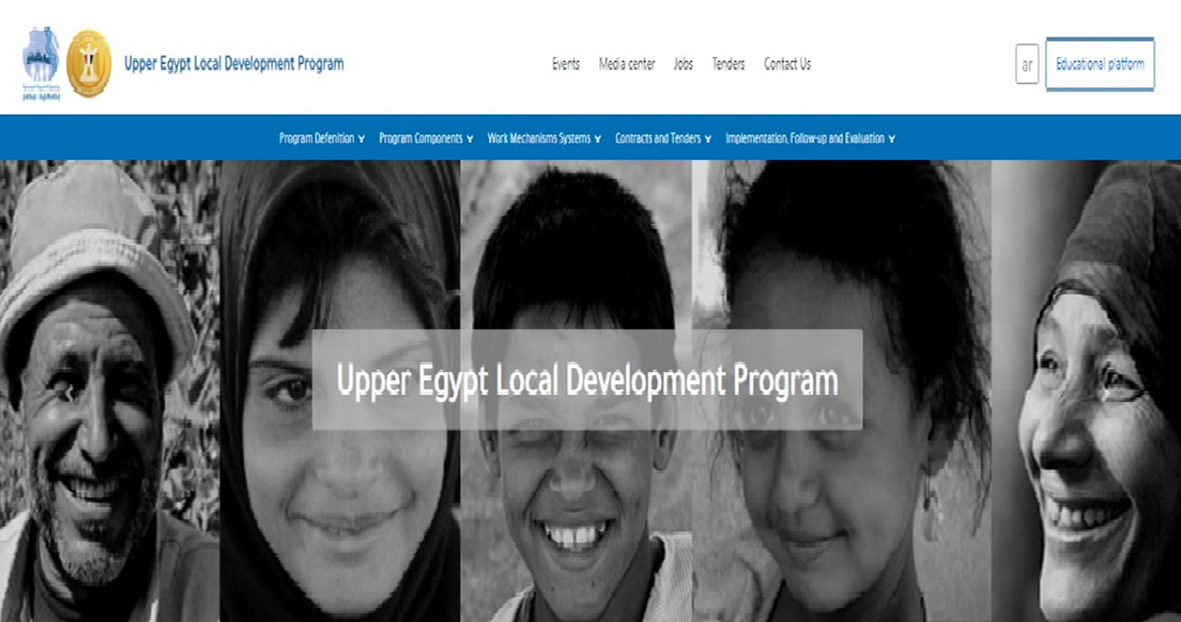 Upper Egypt Local Development Program
Events Media center Jobs Tenders Contact Us
ar Educational platform
Program Defenition Program Components Work Mechanisms Systems Contracts and Tenders Implementation, Follow-up and Evaluation
Upper Egypt Local Development Program